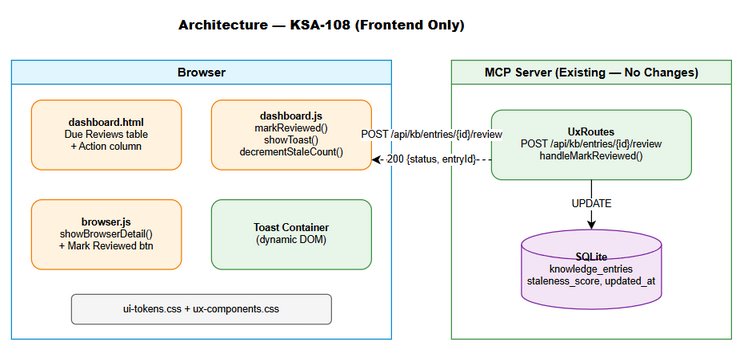 Architecture — KSA-108 (Frontend Only)
Browser
dashboard.html
Due Reviews table
+ Action column
dashboard.js
markReviewed()
showToast()
decrementStaleCount()
browser.js
showBrowserDetail()
+ Mark Reviewed btn
Toast Container
(dynamic DOM)
ui-tokens.css + ux-components.css
POST /api/kb/entries/{id}/review
200 {status, entryId}
MCP Server (Existing — No Changes)
UxRoutes
POST /api/kb/entries/{id}/review
handleMarkReviewed()
UPDATE
SQLite
knowledge_entries
staleness_score, updated_at